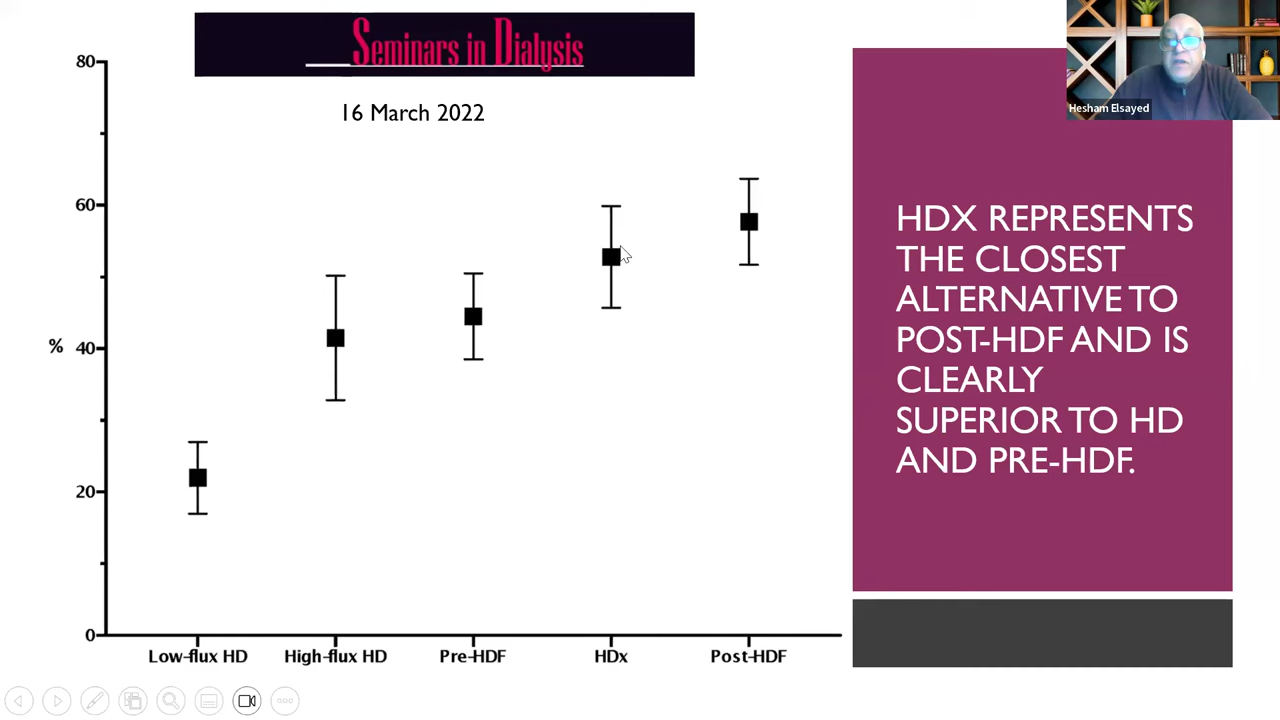 Seminars in Dialysis
16 March 2022
Hesham Elsayed
80
60
%
40
20
0
Low-flux HD
High-flux HD
Pre-HDF
HDx
Post-HDF
HDX REPRESENTS
THE CLOSEST
ALTERNATIVE TO
POST-HDF AND IS
CLEARLY
SUPERIOR TO HD
AND PRE-HDF.